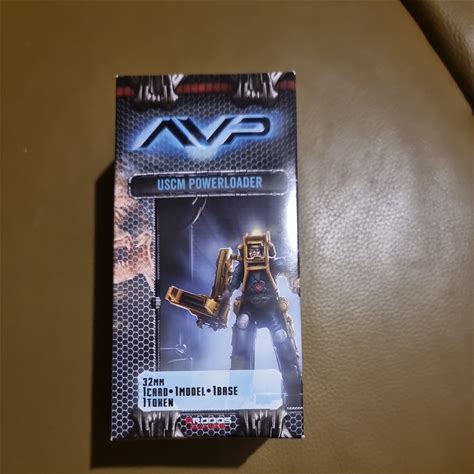 AVP
USCM POWERLOADER
32MM
1CARD•1MODEL•1BASE
1TOKEN